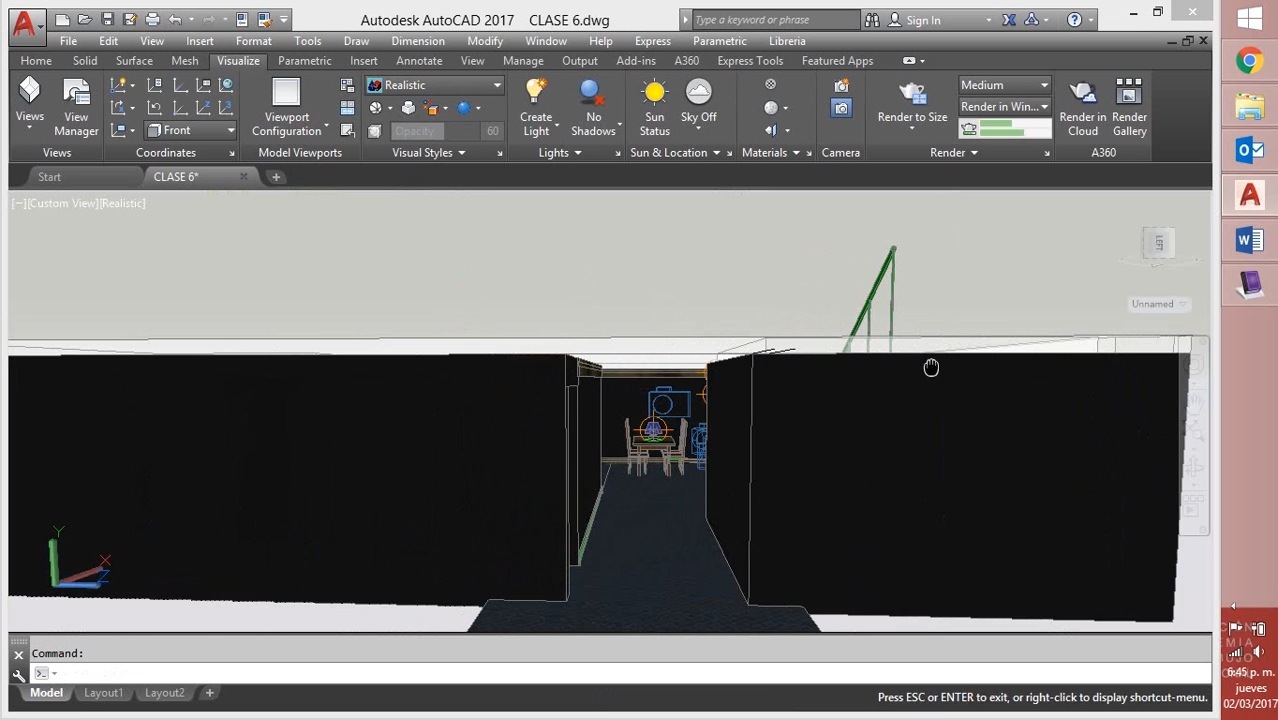 Autodesk AutoCAD 2017 CLASE 6.dwg
Type a keyword or phrase
Sign In
File Edit View Insert Format Tools Draw Dimension Modify Window Help Express Parametric Libreria
Home Solid Surface Mesh Visualize Parametric Insert Annotate View Manage Output Add-ins A360 Express Tools Featured Apps
Realistic
Medium
Views
View
Manager
Viewport
Configuration
Create
Light
No
Shadows
Sun
Status
Sky Off
Render to Size
Render in Win...
Render in
Cloud
Render
Gallery
Front
Opacity 60
Views Coordinates Model Viewports Visual Styles Lights Sun & Location Materials Camera Render A360
Start CLASE 6*
[−][Custom View][Realistic]
LEFT
Unnamed
Y
X
Z
Command:
Model Layout1 Layout2
Press ESC or ENTER to exit, or right-click to display shortcut-menu.
6:45 p. m.
jueves
02/03/2017